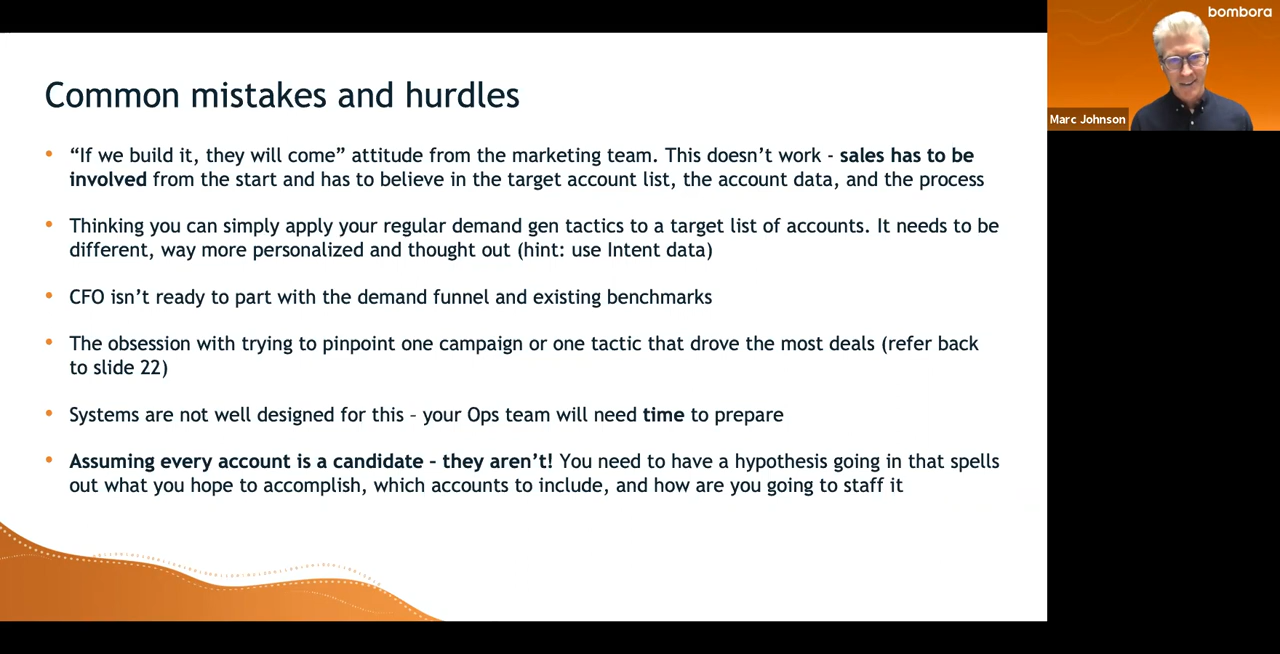 bombora
Common mistakes and hurdles
Marc Johnson
• “If we build it, they will come” attitude from the marketing team. This doesn’t work - sales has to be
involved from the start and has to believe in the target account list, the account data, and the process
• Thinking you can simply apply your regular demand gen tactics to a target list of accounts. It needs to be
different, way more personalized and thought out (hint: use Intent data)
• CFO isn’t ready to part with the demand funnel and existing benchmarks
• The obsession with trying to pinpoint one campaign or one tactic that drove the most deals (refer back
to slide 22)
• Systems are not well designed for this – your Ops team will need time to prepare
• Assuming every account is a candidate – they aren’t! You need to have a hypothesis going in that spells
out what you hope to accomplish, which accounts to include, and how are you going to staff it